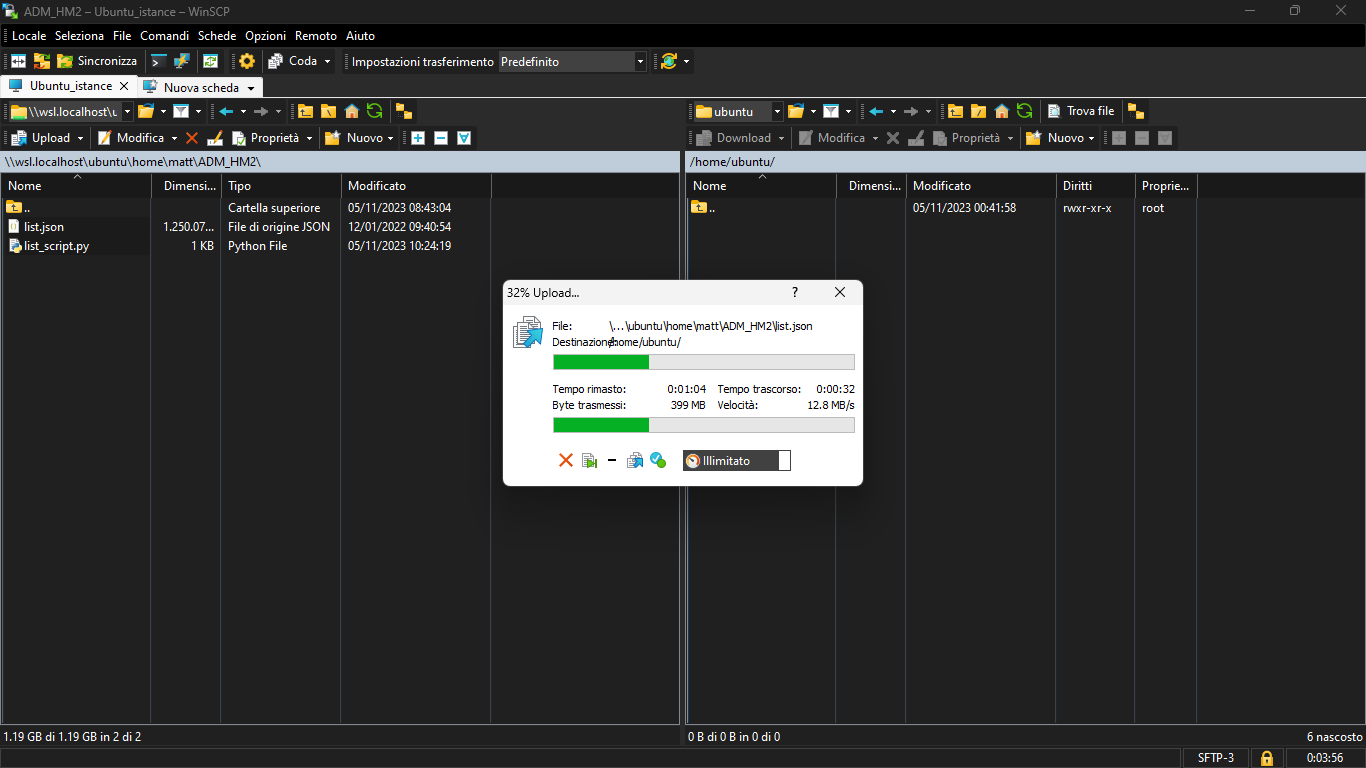 ADM_HM2 – Ubuntu_istance – WinSCP
Locale Seleziona File Comandi Schede Opzioni Remoto Aiuto
Sincronizza Coda Impostazioni trasferimento Predefinito
Ubuntu_istance Nuova scheda
\\wsl.localhost\u ubuntu Trova file
Upload Modifica Proprietà Nuovo Download Modifica Proprietà Nuovo
\\wsl.localhost\ubuntu\home\matt\ADM_HM2\ /home/ubuntu/
Nome Dimensi... Tipo Modificato Nome Dimensi... Modificato Diritti Proprie...
.. Cartella superiore 05/11/2023 08:43:04 .. 05/11/2023 00:41:58 rwxr-xr-x root
list.json 1.250.07... File di origine JSON 12/01/2022 09:40:54
list_script.py 1 KB Python File 05/11/2023 10:24:19
32% Upload... ?
File: \...\ubuntu\home\matt\ADM_HM2\list.json
Destinazione: /home/ubuntu/
Tempo rimasto: 0:01:04 Tempo trascorso: 0:00:32
Byte trasmessi: 399 MB Velocità: 12.8 MB/s
Illimitato
1.19 GB di 1.19 GB in 2 di 2 0 B di 0 B in 0 di 0 6 nascosto
SFTP-3 0:03:56